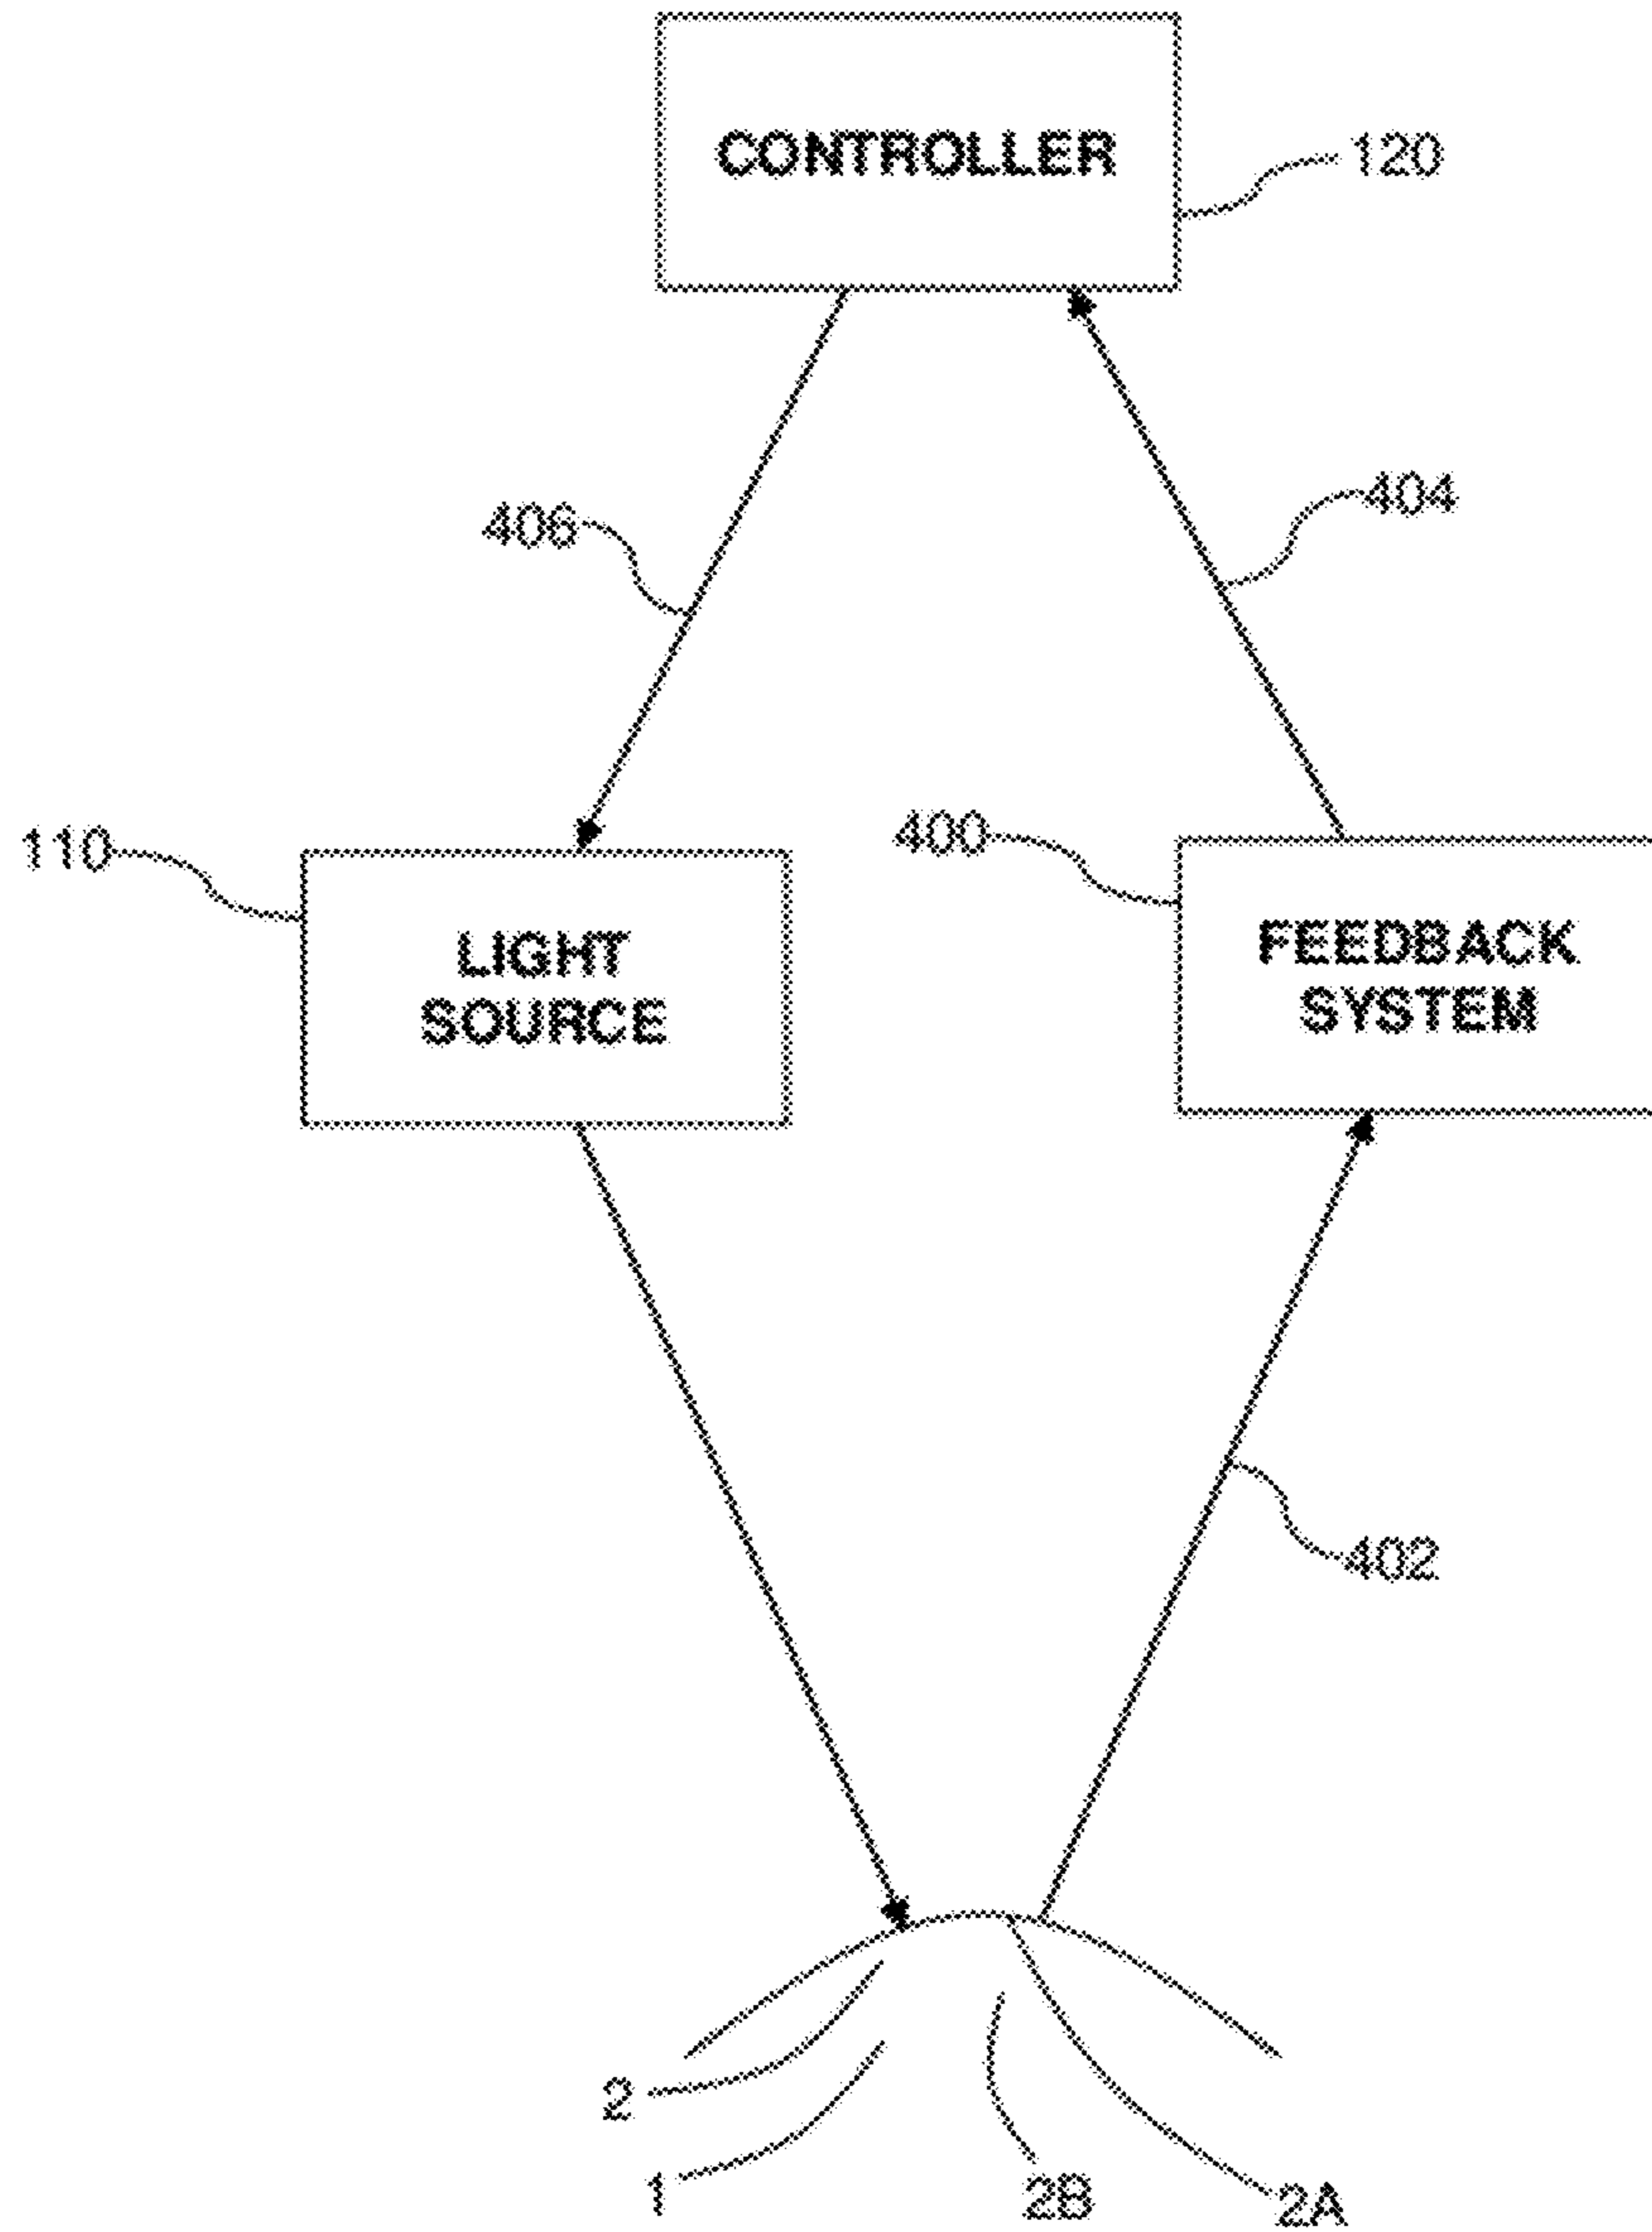 CONTROLLER
120
406
404
110
400
LIGHT
SOURCE
FEEDBACK
SYSTEM
402
2
1
2B
2A